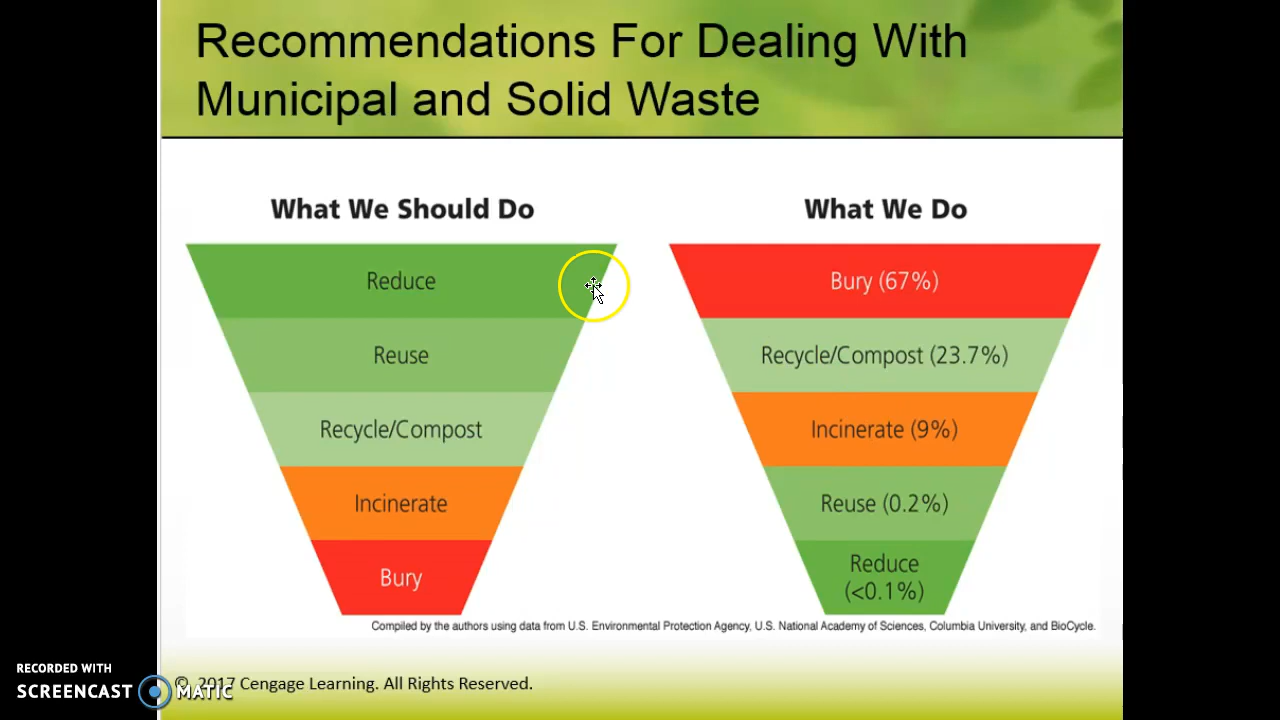 Recommendations For Dealing With
Municipal and Solid Waste
What We Should Do
Reduce
Reuse
Recycle/Compost
Incinerate
Bury
What We Do
Bury (67%)
Recycle/Compost (23.7%)
Incinerate (9%)
Reuse (0.2%)
Reduce
(<0.1%)
Compiled by the authors using data from U.S. Environmental Protection Agency, U.S. National Academy of Sciences, Columbia University, and BioCycle.
© 2017 Cengage Learning. All Rights Reserved.
RECORDED WITH
SCREENCAST MATIC